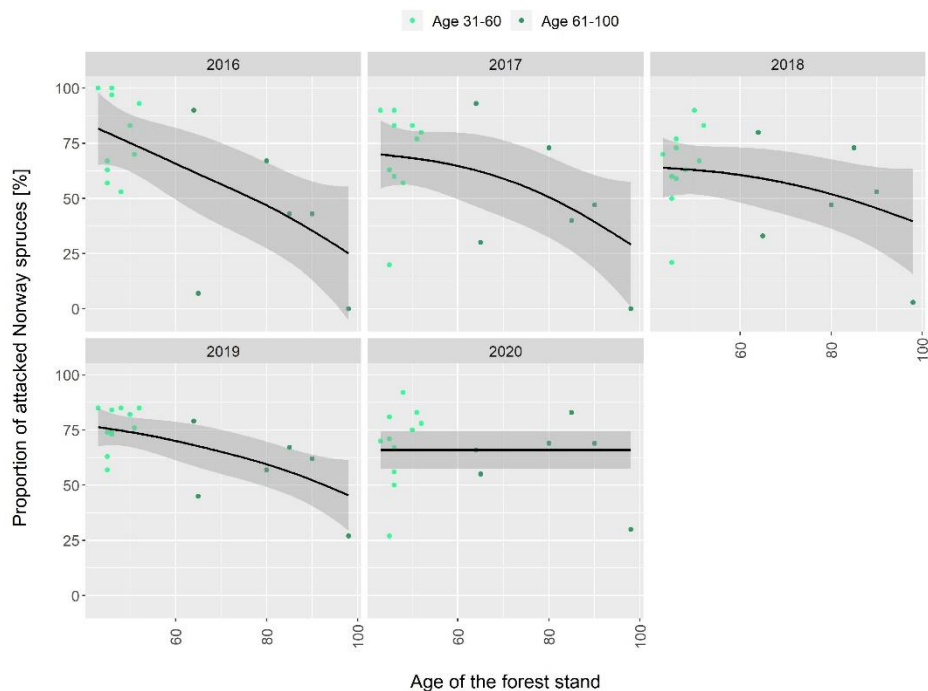 Age 31-60 Age 61-100
2016 2017 2018
100
75
50
25
0
60 80 100
2019 2020
100
75
50
25
0
60 80 100 60 80 100
Proportion of attacked Norway spruces [%]
Age of the forest stand